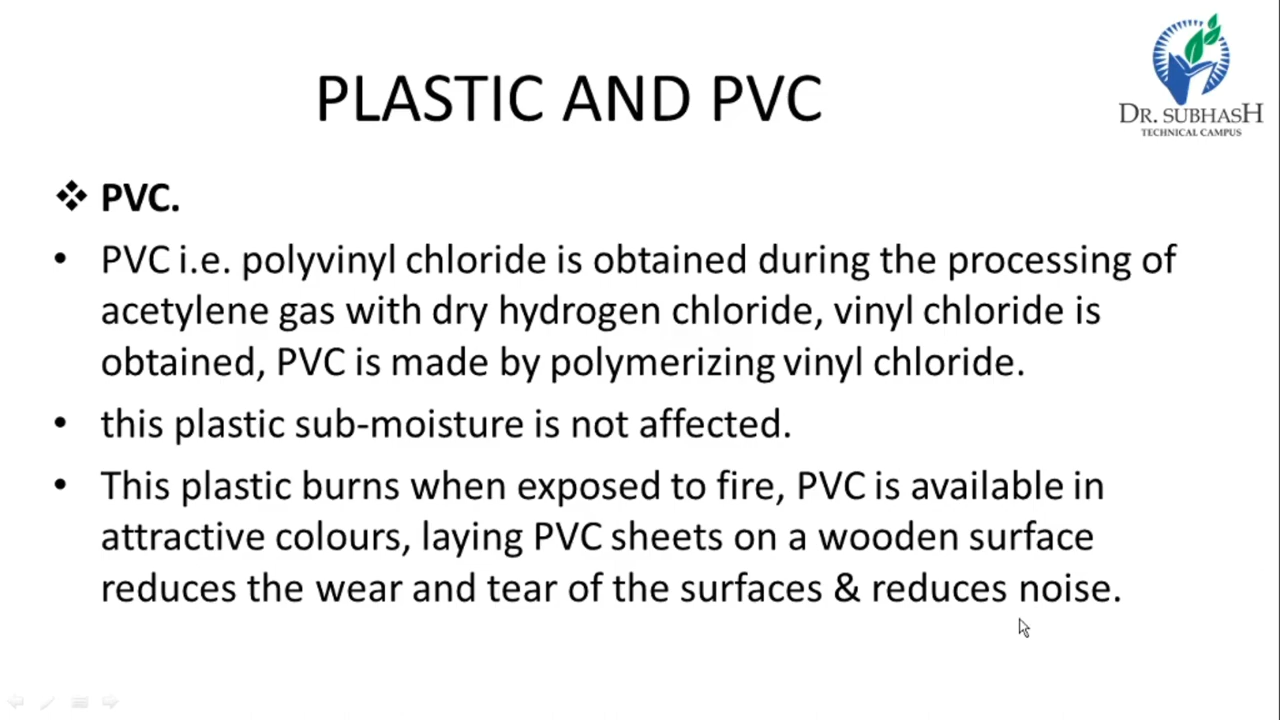 DR. SUBHASH
TECHNICAL CAMPUS
PLASTIC AND PVC
❖ PVC.
• PVC i.e. polyvinyl chloride is obtained during the processing of
acetylene gas with dry hydrogen chloride, vinyl chloride is
obtained, PVC is made by polymerizing vinyl chloride.
• this plastic sub-moisture is not affected.
• This plastic burns when exposed to fire, PVC is available in
attractive colours, laying PVC sheets on a wooden surface
reduces the wear and tear of the surfaces & reduces noise.